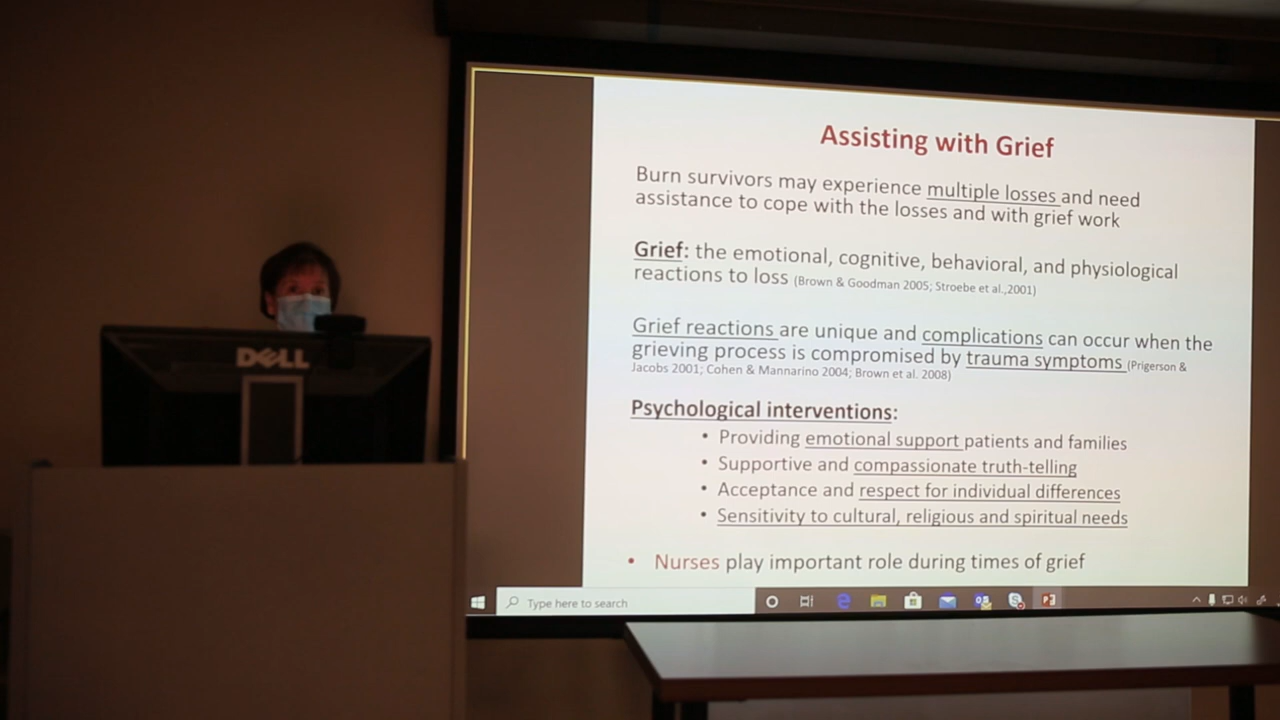 DELL
Assisting with Grief
Burn survivors may experience multiple losses and need
assistance to cope with the losses and with grief work
Grief: the emotional, cognitive, behavioral, and physiological
reactions to loss (Brown & Goodman 2005; Stroebe et al.,2001)
Grief reactions are unique and complications can occur when the
grieving process is compromised by trauma symptoms (Prigerson &
Jacobs 2001; Cohen & Mannarino 2004; Brown et al. 2008)
Psychological interventions:
• Providing emotional support patients and families
• Supportive and compassionate truth-telling
• Acceptance and respect for individual differences
• Sensitivity to cultural, religious and spiritual needs
• Nurses play important role during times of grief
Type here to search